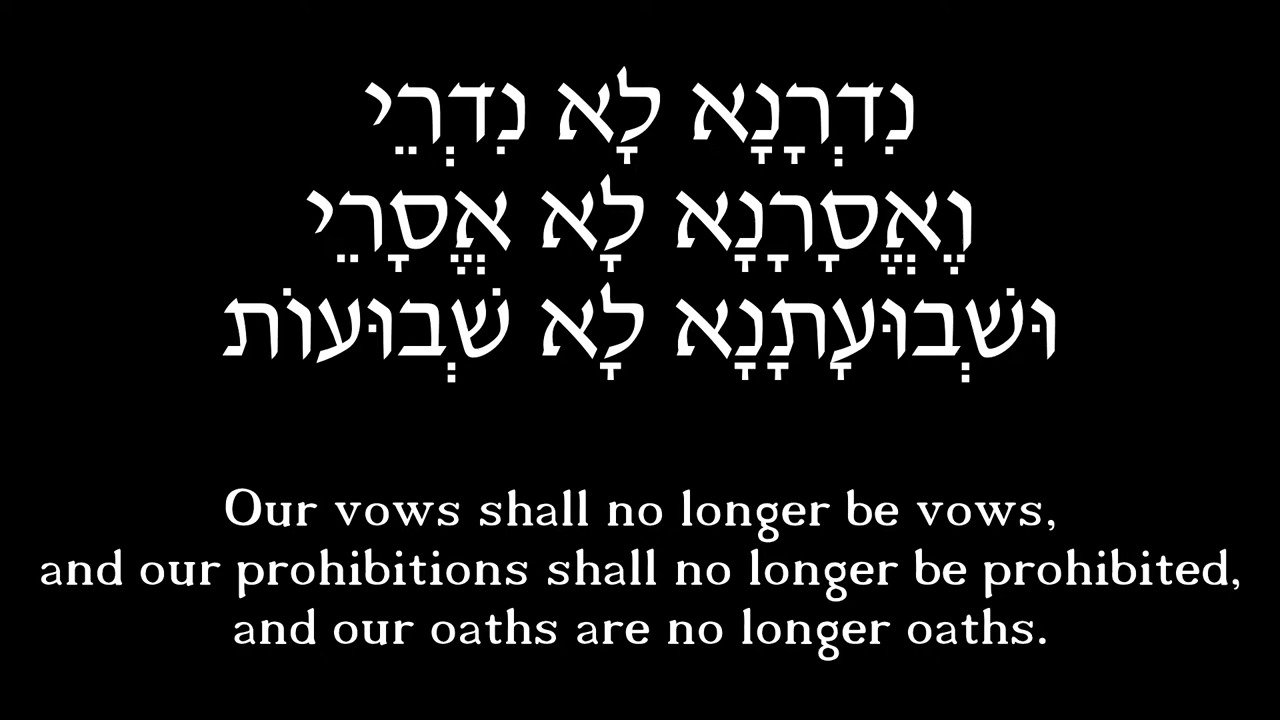 נִדְרָנָא לָא נִדְרֵי
וֶאֱסָרָנָא לָא אֱסָרֵי
וּשְׁבוּעָתָנָא לָא שְׁבוּעוֹת
Our vows shall no longer be vows,
and our prohibitions shall no longer be prohibited,
and our oaths are no longer oaths.